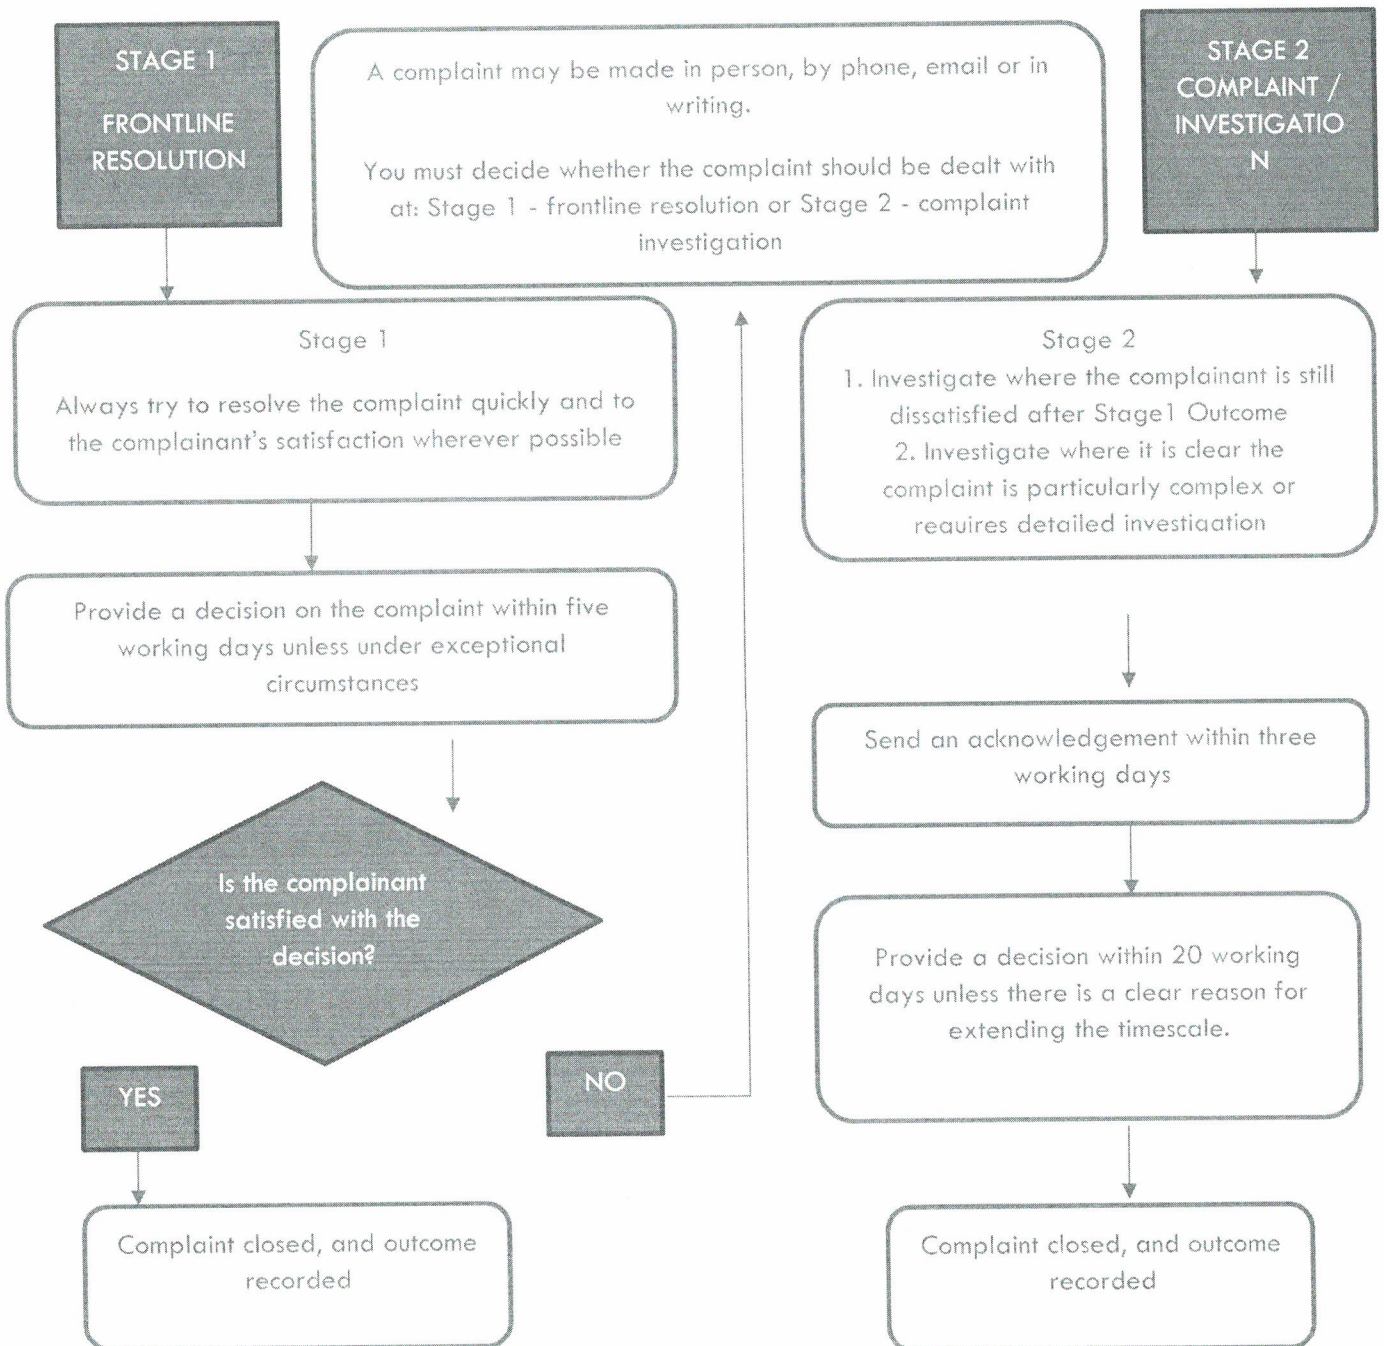 STAGE 1
FRONTLINE
RESOLUTION
A complaint may be made in person, by phone, email or in
writing.
You must decide whether the complaint should be dealt with
at: Stage 1 - frontline resolution or Stage 2 - complaint
investigation
STAGE 2
COMPLAINT /
INVESTIGATIO
N
Stage 1
Always try to resolve the complaint quickly and to
the complainant's satisfaction wherever possible
Provide a decision on the complaint within five
working days unless under exceptional
circumstances
Is the complainant
satisfied with the
decision?
YES
NO
Complaint closed, and outcome
recorded
Stage 2
1. Investigate where the complainant is still
dissatisfied after Stage1 Outcome
2. Investigate where it is clear the
complaint is particularly complex or
requires detailed investigation
Send an acknowledgement within three
working days
Provide a decision within 20 working
days unless there is a clear reason for
extending the timescale.
Complaint closed, and outcome
recorded